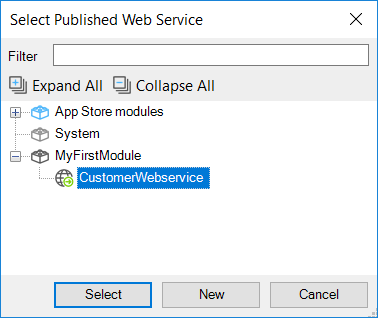 Select Published Web Service
Filter
Expand All Collapse All
App Store modules
System
MyFirstModule
CustomerWebservice
Select New Cancel